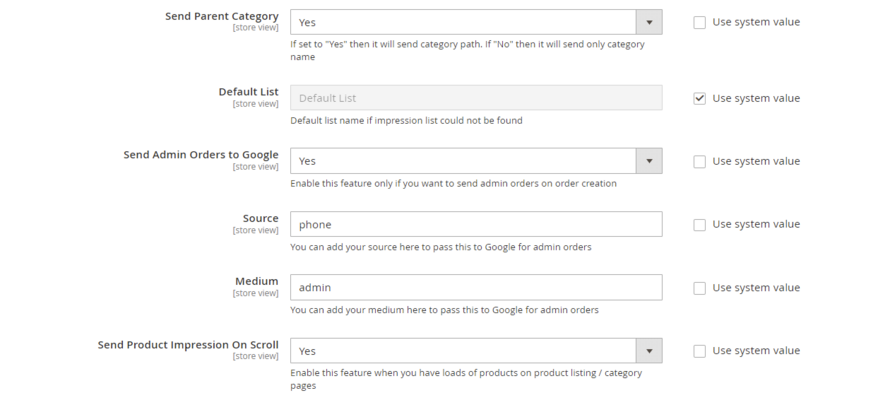 Send Parent Category
[store view]
Yes
Use system value
If set to "Yes" then it will send category path. If "No" then it will send only category
name
Default List
[store view]
Default List
Use system value
Default list name if impression list could not be found
Send Admin Orders to Google
[store view]
Yes
Use system value
Enable this feature only if you want to send admin orders on order creation
Source
[store view]
phone
Use system value
You can add your source here to pass this to Google for admin orders
Medium
[store view]
admin
Use system value
You can add your medium here to pass this to Google for admin orders
Send Product Impression On Scroll
[store view]
Yes
Use system value
Enable this feature when you have loads of products on product listing / category
pages